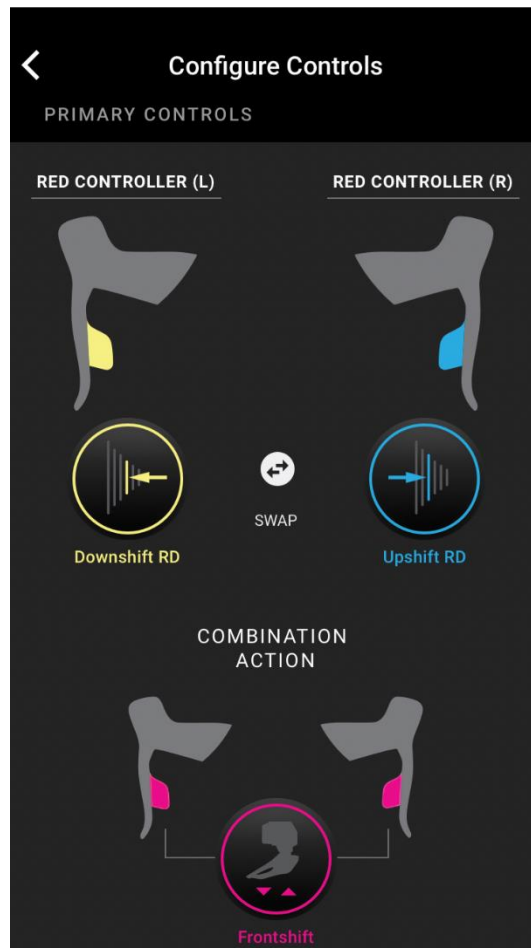 Configure Controls
PRIMARY CONTROLS
RED CONTROLLER (L)
RED CONTROLLER (R)
SWAP
Downshift RD
Upshift RD
COMBINATION
ACTION
Frontshift